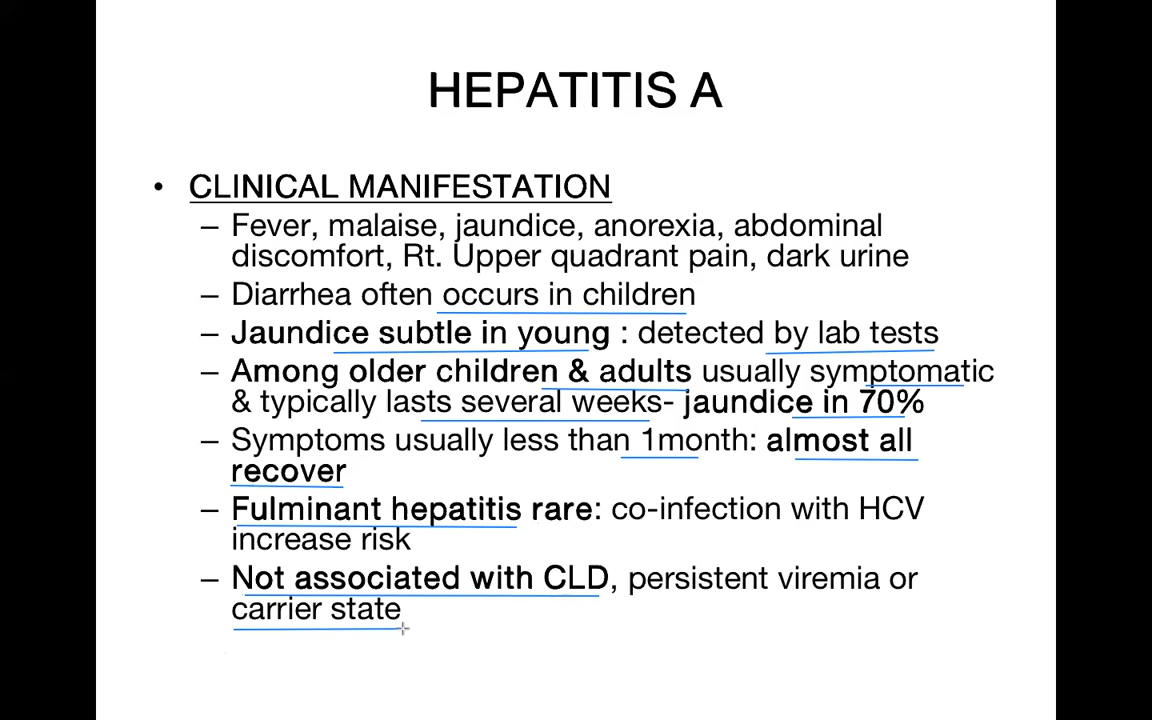 HEPATITIS A
• CLINICAL MANIFESTATION
– Fever, malaise, jaundice, anorexia, abdominal
discomfort, Rt. Upper quadrant pain, dark urine
– Diarrhea often occurs in children
– Jaundice subtle in young : detected by lab tests
– Among older children & adults usually symptomatic
& typically lasts several weeks- jaundice in 70%
– Symptoms usually less than 1month: almost all
recover
– Fulminant hepatitis rare: co-infection with HCV
increase risk
– Not associated with CLD, persistent viremia or
carrier state